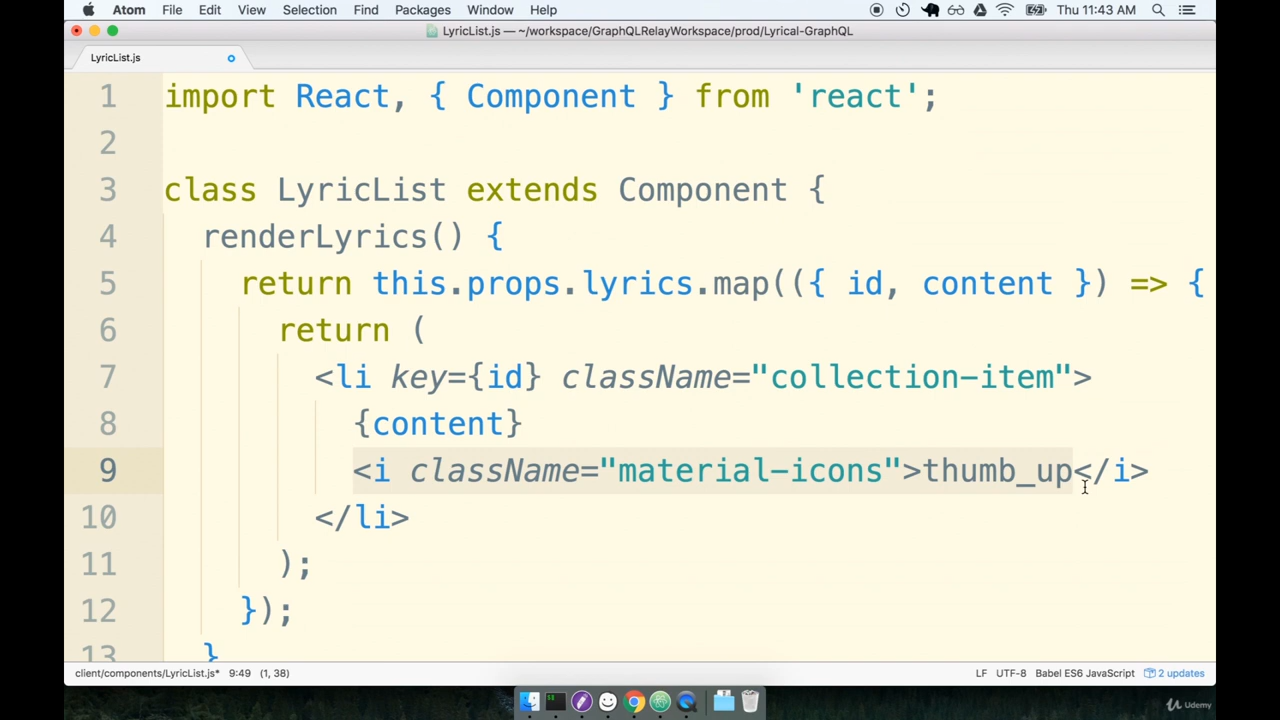 Atom File Edit View Selection Find Packages Window Help Thu 11:43 AM
LyricList.js — ~/workspace/GraphQLRelayWorkspace/prod/Lyrical-GraphQL
LyricList.js
1 import React, { Component } from 'react';
2
3 class LyricList extends Component {
4 renderLyrics() {
5 return this.props.lyrics.map(({ id, content }) => {
6 return (
7 <li key={id} className="collection-item">
8 {content}
9 <i className="material-icons">thumb_up</i>
10 </li>
11 );
12 });
13 }
client/components/LyricList.js* 9:49 (1, 38) LF UTF-8 Babel ES6 JavaScript 2 updates
Udemy